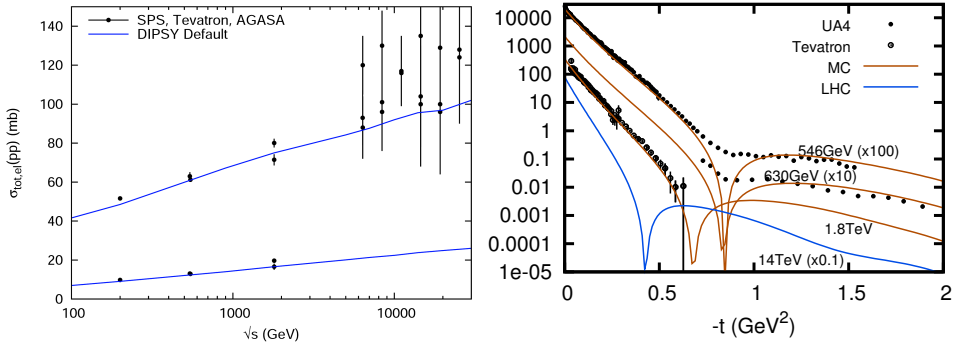 SPS, Tevatron, AGASA
DIPSY Default
σtot,el(pp) (mb)
140
120
100
80
60
40
20
0
100
1000
10000
√s (GeV)
UA4
Tevatron
MC
LHC
10000
1000
100
10
1
0.1
0.01
0.001
0.0001
1e-05
546GeV (x100)
630GeV (x10)
1.8TeV
14TeV (x0.1)
0
0.5
1
1.5
2
-t (GeV²)